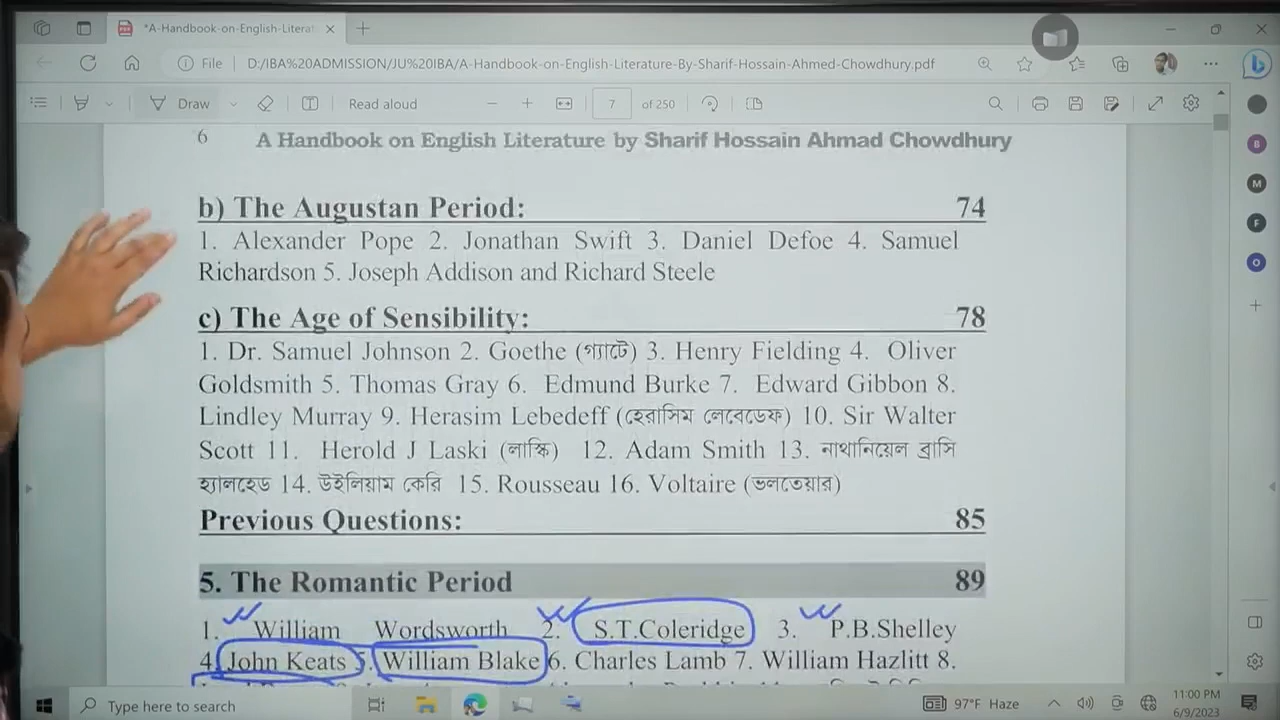 *A-Handbook-on-English-Literat
File D:/IBA%20ADMISSION/JU%20IBA/A-Handbook-on-English-Literature-By-Sharif-Hossain-Ahmed-Chowdhury.pdf
Draw Read aloud 7 of 250
6 A Handbook on English Literature by Sharif Hossain Ahmad Chowdhury
b) The Augustan Period: 74
1. Alexander Pope 2. Jonathan Swift 3. Daniel Defoe 4. Samuel
Richardson 5. Joseph Addison and Richard Steele
c) The Age of Sensibility: 78
1. Dr. Samuel Johnson 2. Goethe (গ্যাটে) 3. Henry Fielding 4. Oliver
Goldsmith 5. Thomas Gray 6. Edmund Burke 7. Edward Gibbon 8.
Lindley Murray 9. Herasim Lebedeff (হেরাসিম লেবেডেফ) 10. Sir Walter
Scott 11. Herold J Laski (লাস্কি) 12. Adam Smith 13. নাথানিয়েল ব্রাসি
হ্যালহেড 14. উইলিয়াম কেরি 15. Rousseau 16. Voltaire (ভলতেয়ার)
Previous Questions: 85
5. The Romantic Period 89
1. William Wordsworth 2. S.T.Coleridge 3. P.B.Shelley
4. John Keats 5. William Blake 6. Charles Lamb 7. William Hazlitt 8.
Type here to search 97°F Haze 11:00 PM
6/9/2023
B
M
F
O